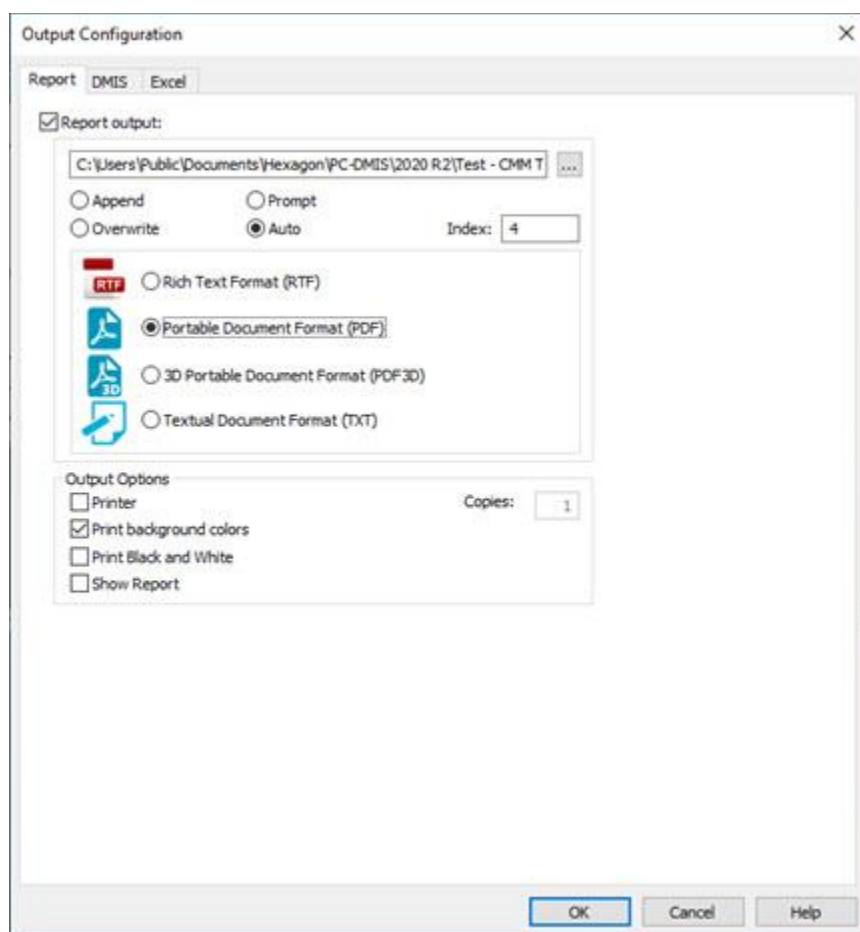 Output Configuration
Report DMIS Excel
Report output:
C:\Users\Public\Documents\Hexagon\PC-DMIS\2020 R2\Test - CMM T ...
Append Prompt
Overwrite Auto Index: 4
RTF Rich Text Format (RTF)
Portable Document Format (PDF)
3D 3D Portable Document Format (PDF3D)
Textual Document Format (TXT)
Output Options
Printer Copies: 1
Print background colors
Print Black and White
Show Report
OK Cancel Help